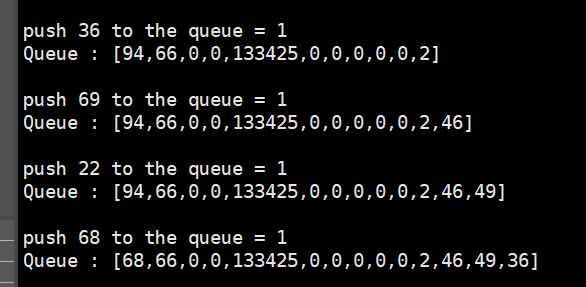 push 36 to the queue = 1
Queue : [94,66,0,0,133425,0,0,0,0,0,2]
push 69 to the queue = 1
Queue : [94,66,0,0,133425,0,0,0,0,0,2,46]
push 22 to the queue = 1
Queue : [94,66,0,0,133425,0,0,0,0,0,2,46,49]
push 68 to the queue = 1
Queue : [68,66,0,0,133425,0,0,0,0,0,2,46,49,36]